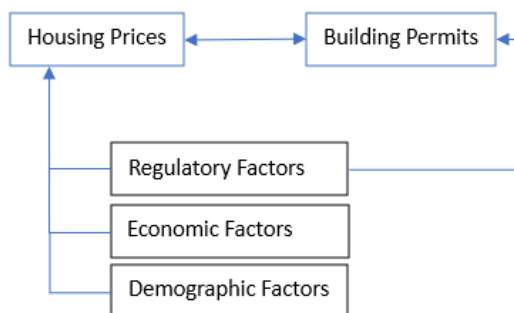 Housing Prices
Building Permits
Regulatory Factors
Economic Factors
Demographic Factors